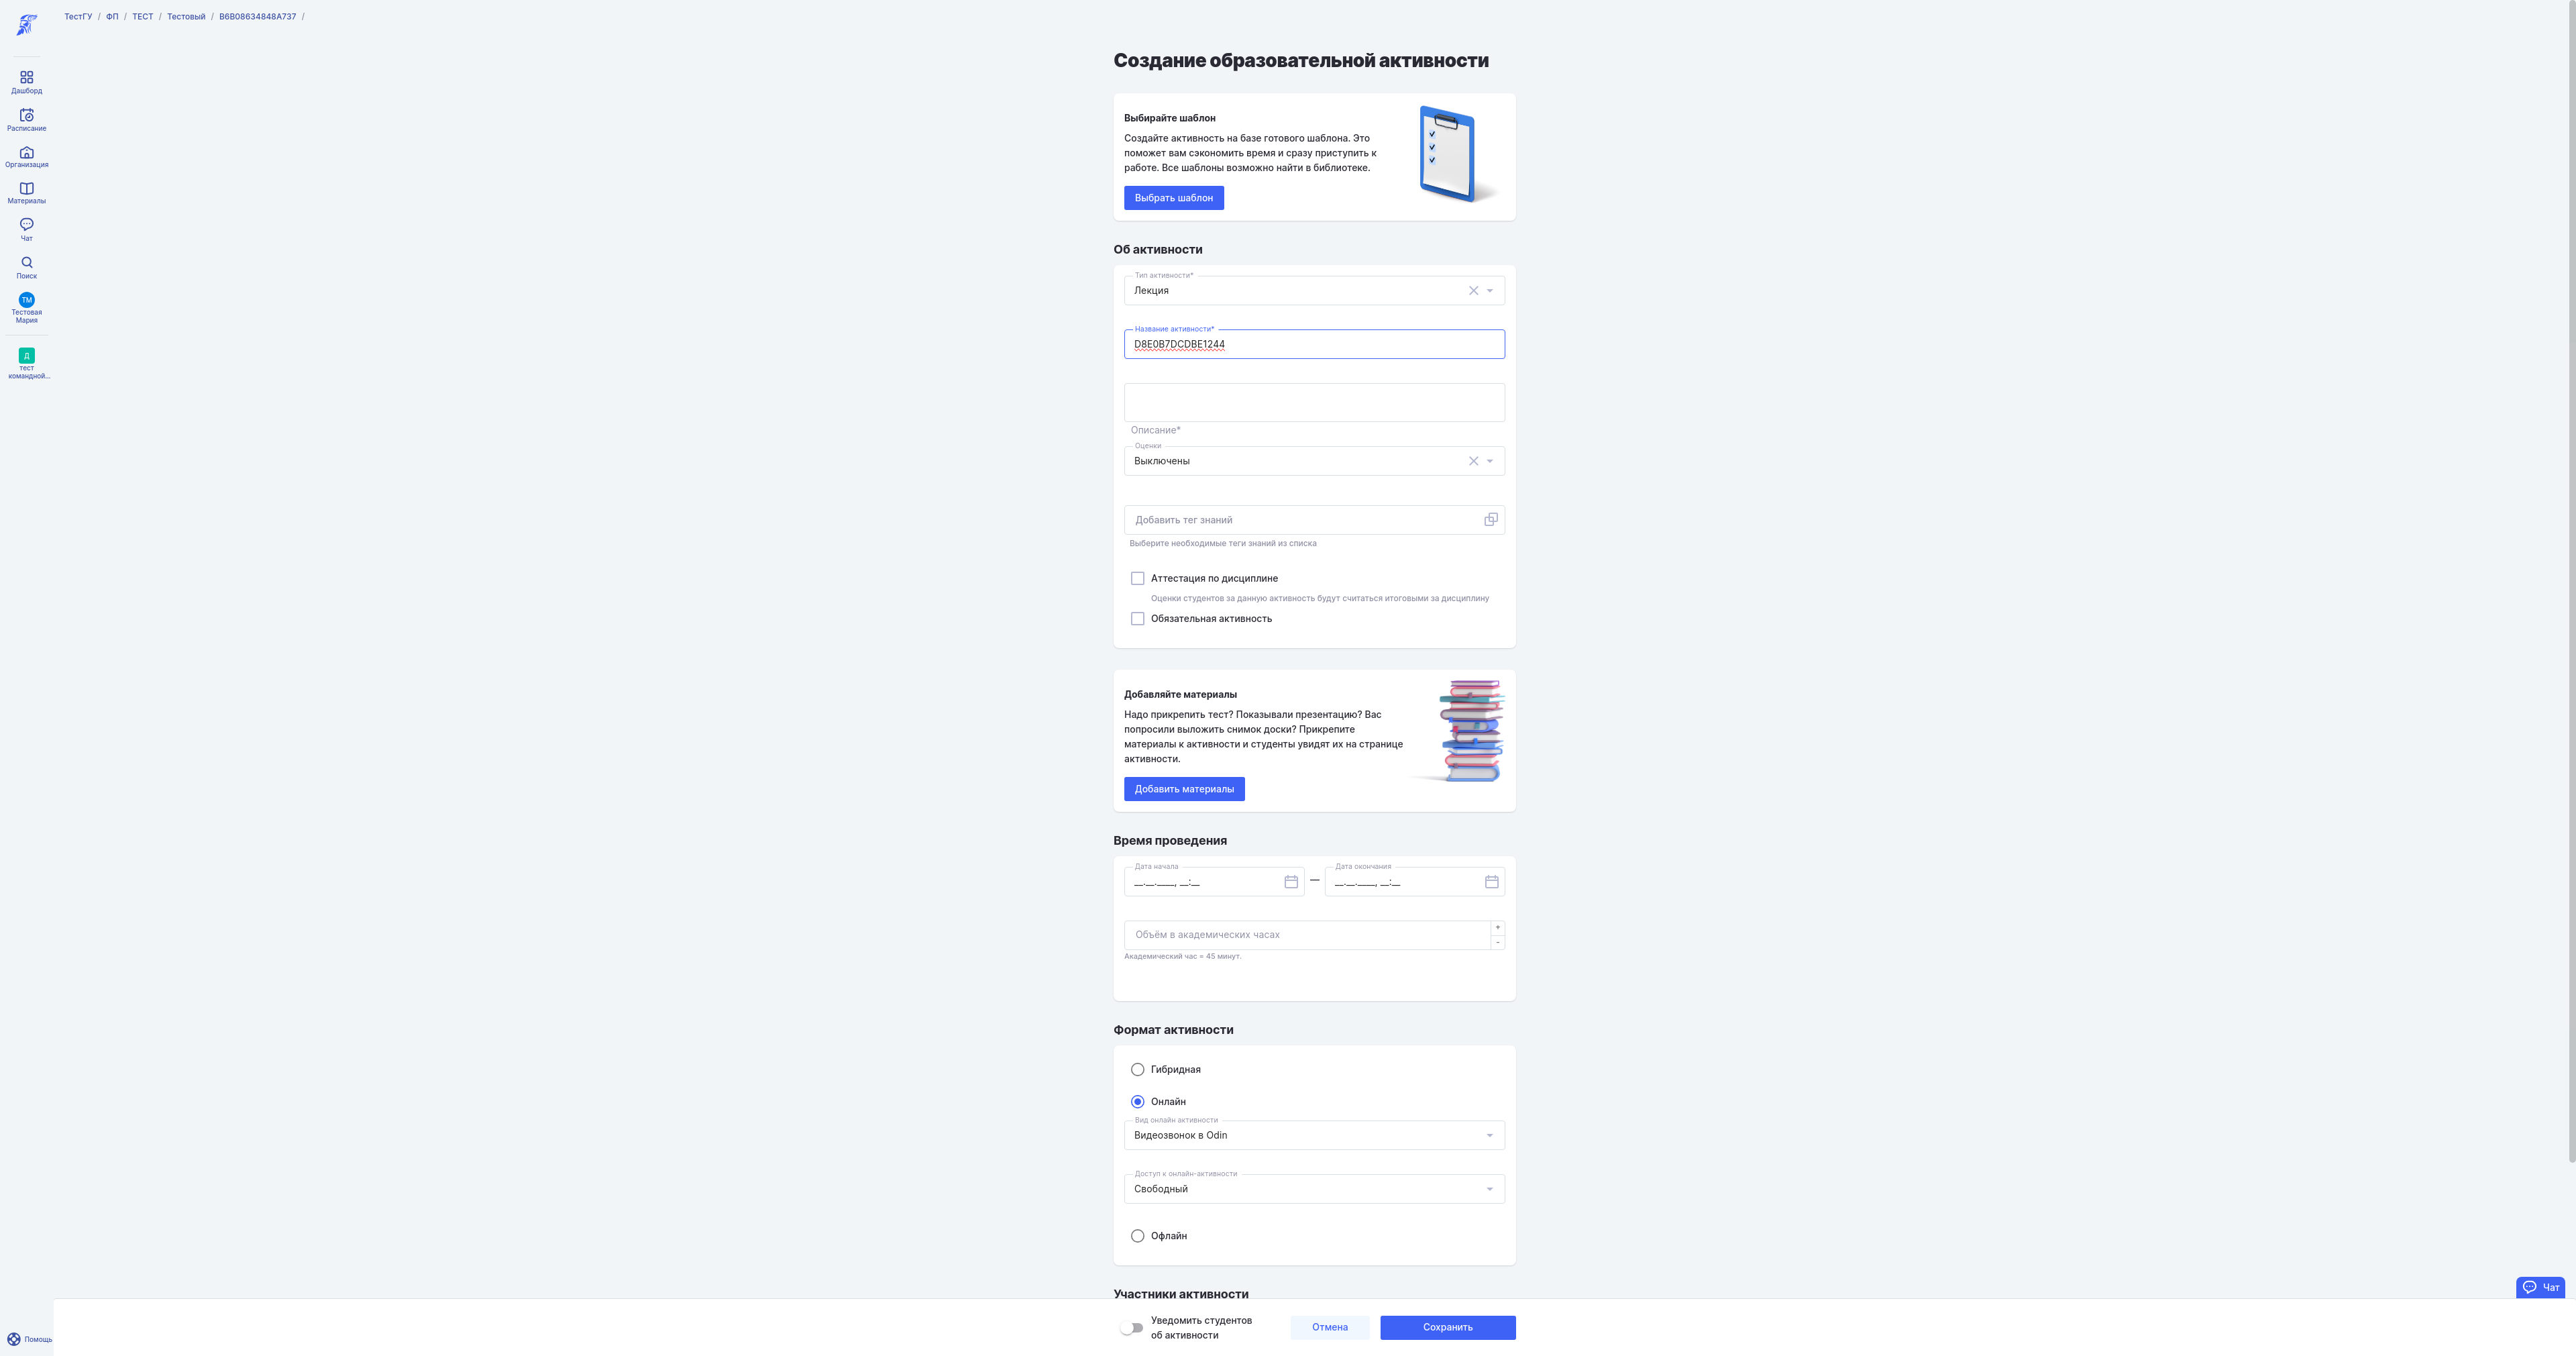 ТестГУ / ФП / ТЕСТ / Тестовый / B6B08634848A737 /
Дашборд
Расписание
Организация
Материалы
Чат
Поиск
ТМ
Тестовая
Мария
Д
тест
командной...
Помощь
Создание образовательной активности
Выбирайте шаблон
Создайте активность на базе готового шаблона. Это
поможет вам сэкономить время и сразу приступить к
работе. Все шаблоны возможно найти в библиотеке.
Выбрать шаблон
Об активности
Тип активности*
Лекция
Название активности*
D8E0B7DCDBE1244
Описание*
Оценки
Выключены
Добавить тег знаний
Выберите необходимые теги знаний из списка
Аттестация по дисциплине
Оценки студентов за данную активность будут считаться итоговыми за дисциплину
Обязательная активность
Добавляйте материалы
Надо прикрепить тест? Показывали презентацию? Вас
попросили выложить снимок доски? Прикрепите
материалы к активности и студенты увидят их на странице
активности.
Добавить материалы
Время проведения
Дата начала
__.__.____, __:__
—
Дата окончания
__.__.____, __:__
Объём в академических часах
+
-
Академический час = 45 минут.
Формат активности
Гибридная
Онлайн
Вид онлайн активности
Видеозвонок в Odin
Доступ к онлайн-активности
Свободный
Офлайн
Участники активности
Уведомить студентов
об активности
Отмена
Сохранить
Чат